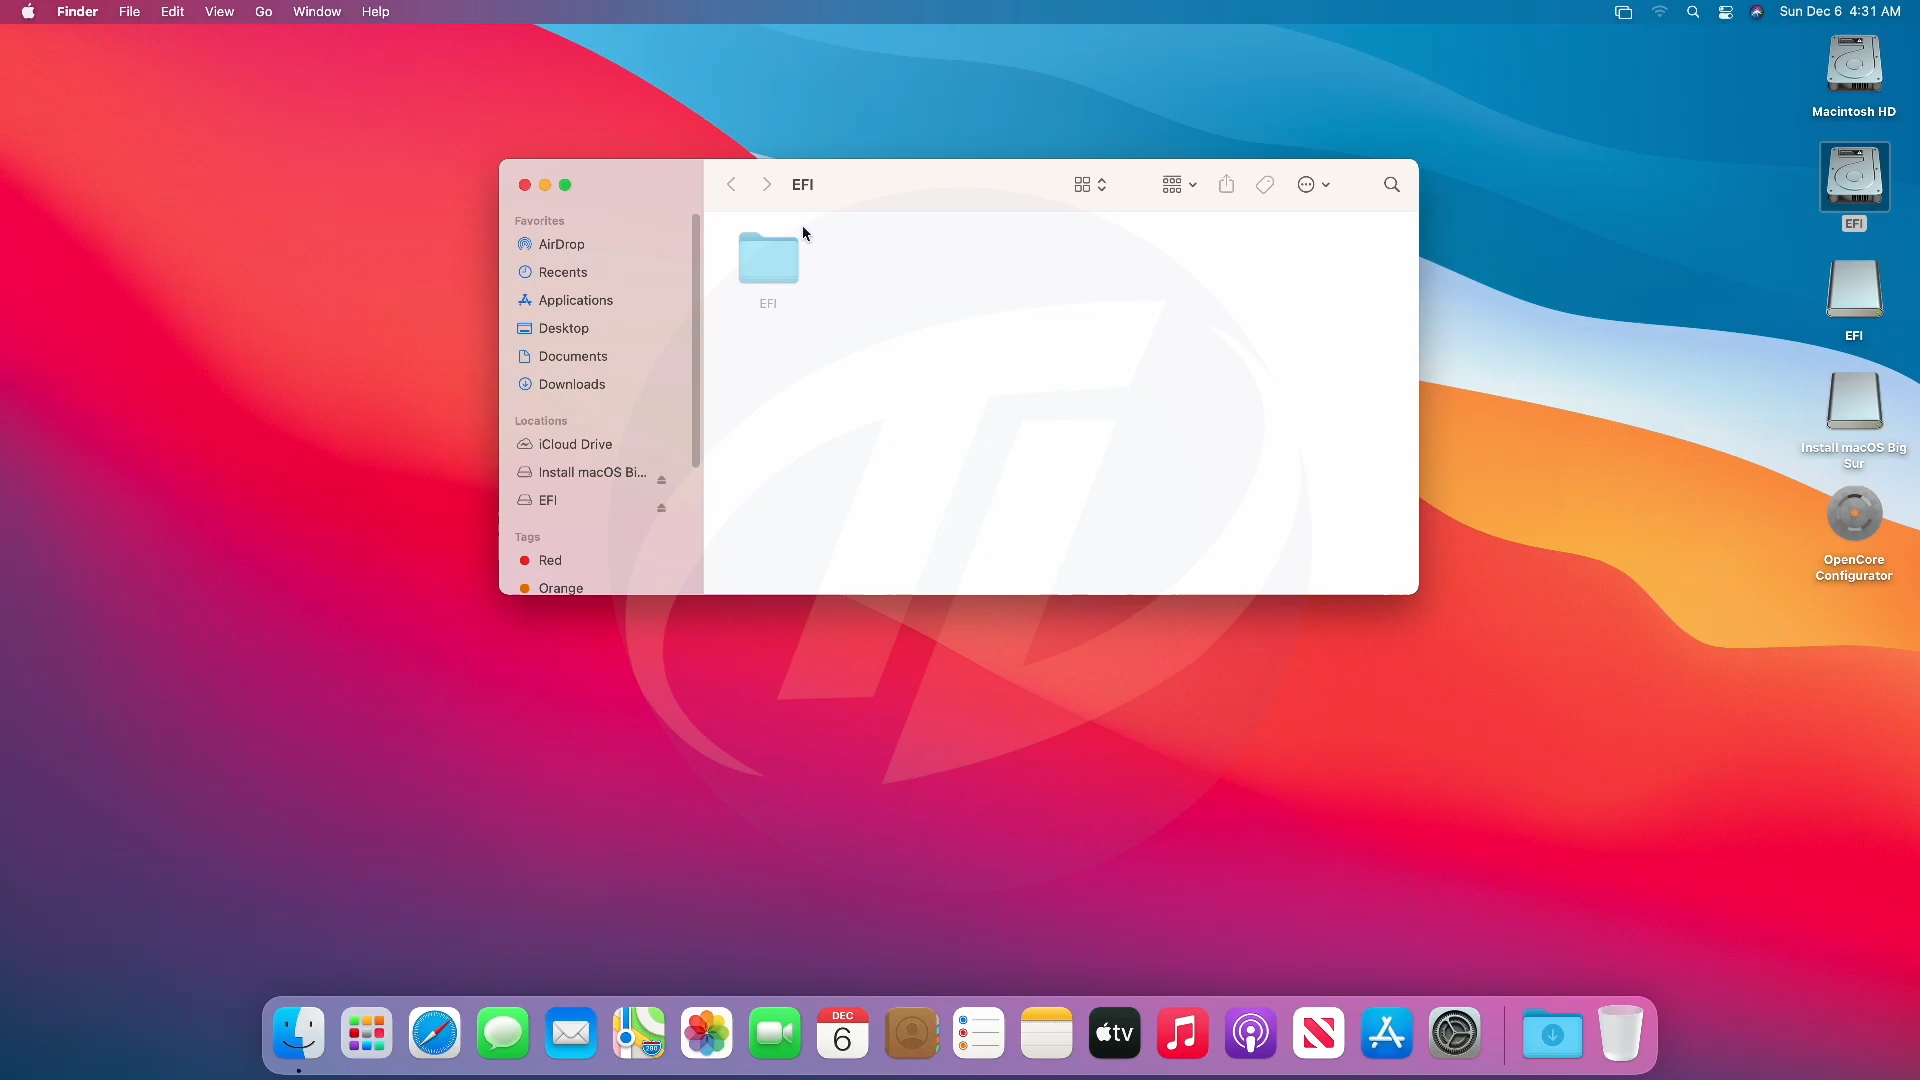 Finder File Edit View Go Window Help
Sun Dec 6 4:31 AM
Macintosh HD
EFI
EFI
Install macOS Big
Sur
OpenCore
Configurator
EFI
Favorites
AirDrop
Recents
Applications
Desktop
Documents
Downloads
Locations
iCloud Drive
Install macOS Bi...
EFI
Tags
Red
Orange
EFI
280
DEC
6
tv